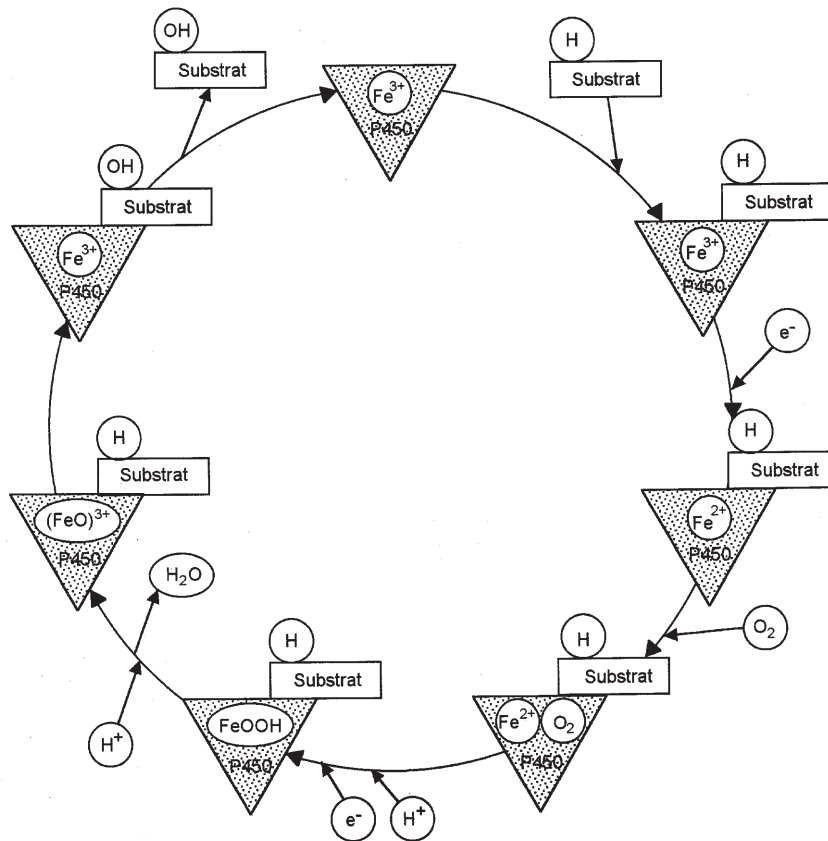 OH
Substrat
H
Substrat
Fe³⁺
P450
H
Substrat
Fe³⁺
P450
e⁻
H
Substrat
Fe²⁺
P450
O₂
H
Substrat
Fe²⁺ O₂
P450
e⁻
H⁺
H
Substrat
FeOOH
P450
H⁺
H₂O
H
Substrat
(FeO)³⁺
P450
OH
Substrat
Fe³⁺
P450